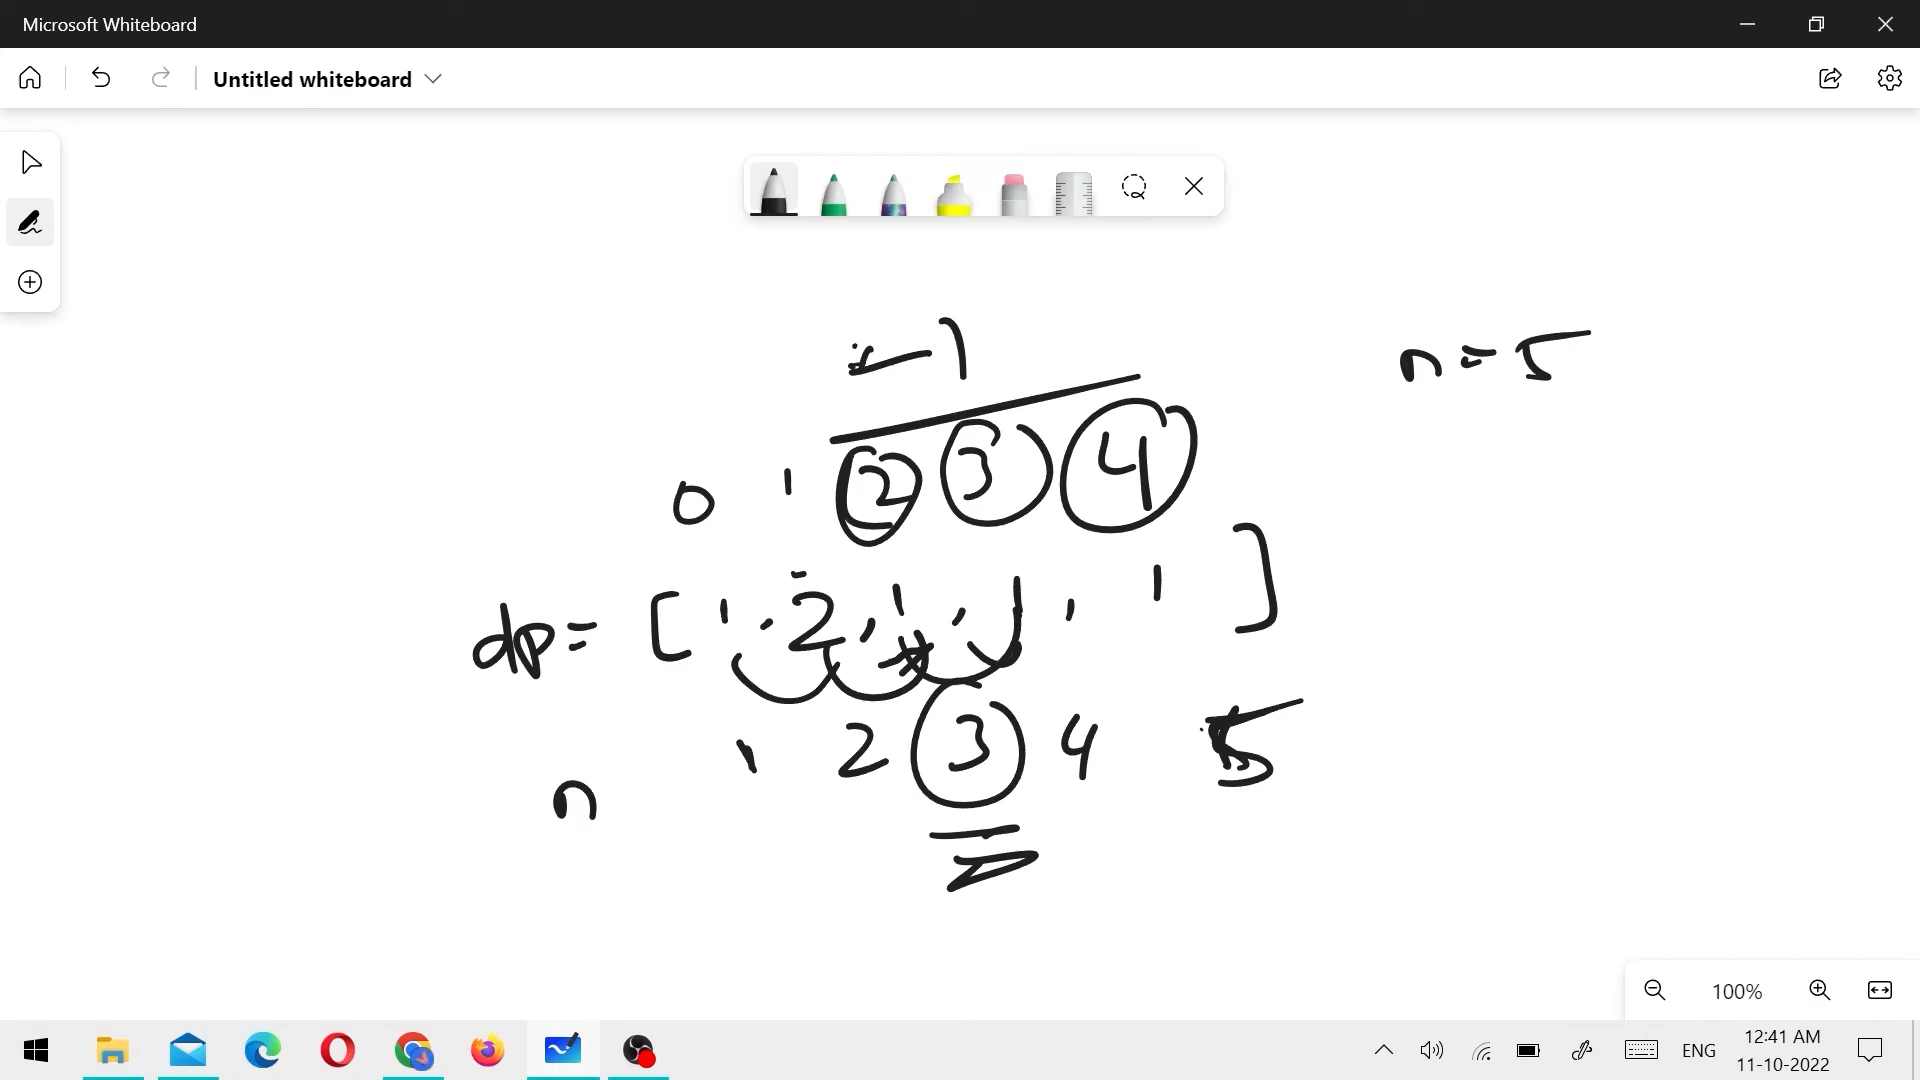 Microsoft Whiteboard
Untitled whiteboard
i-1
n = 5
0 1 2 3 4
dp = [ 1, 2, 1, 1, 1 ]
n 1 2 3 4 5
100%
ENG
12:41 AM
11-10-2022